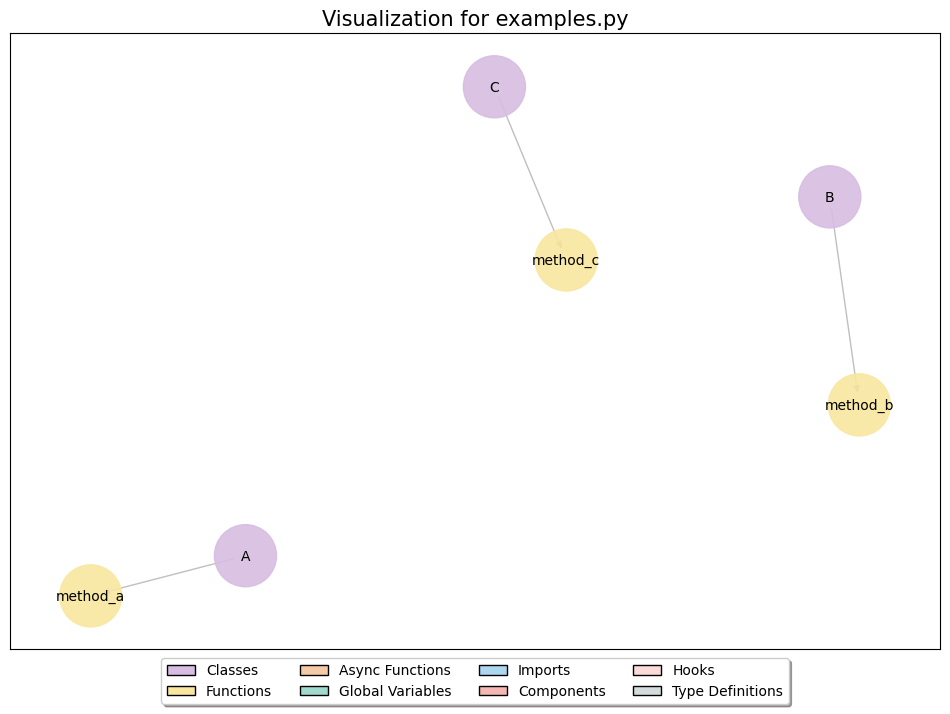 Visualization for examples.py
C
B
method_c
method_b
A
method_a
Classes
Functions
Async Functions
Global Variables
Imports
Components
Hooks
Type Definitions